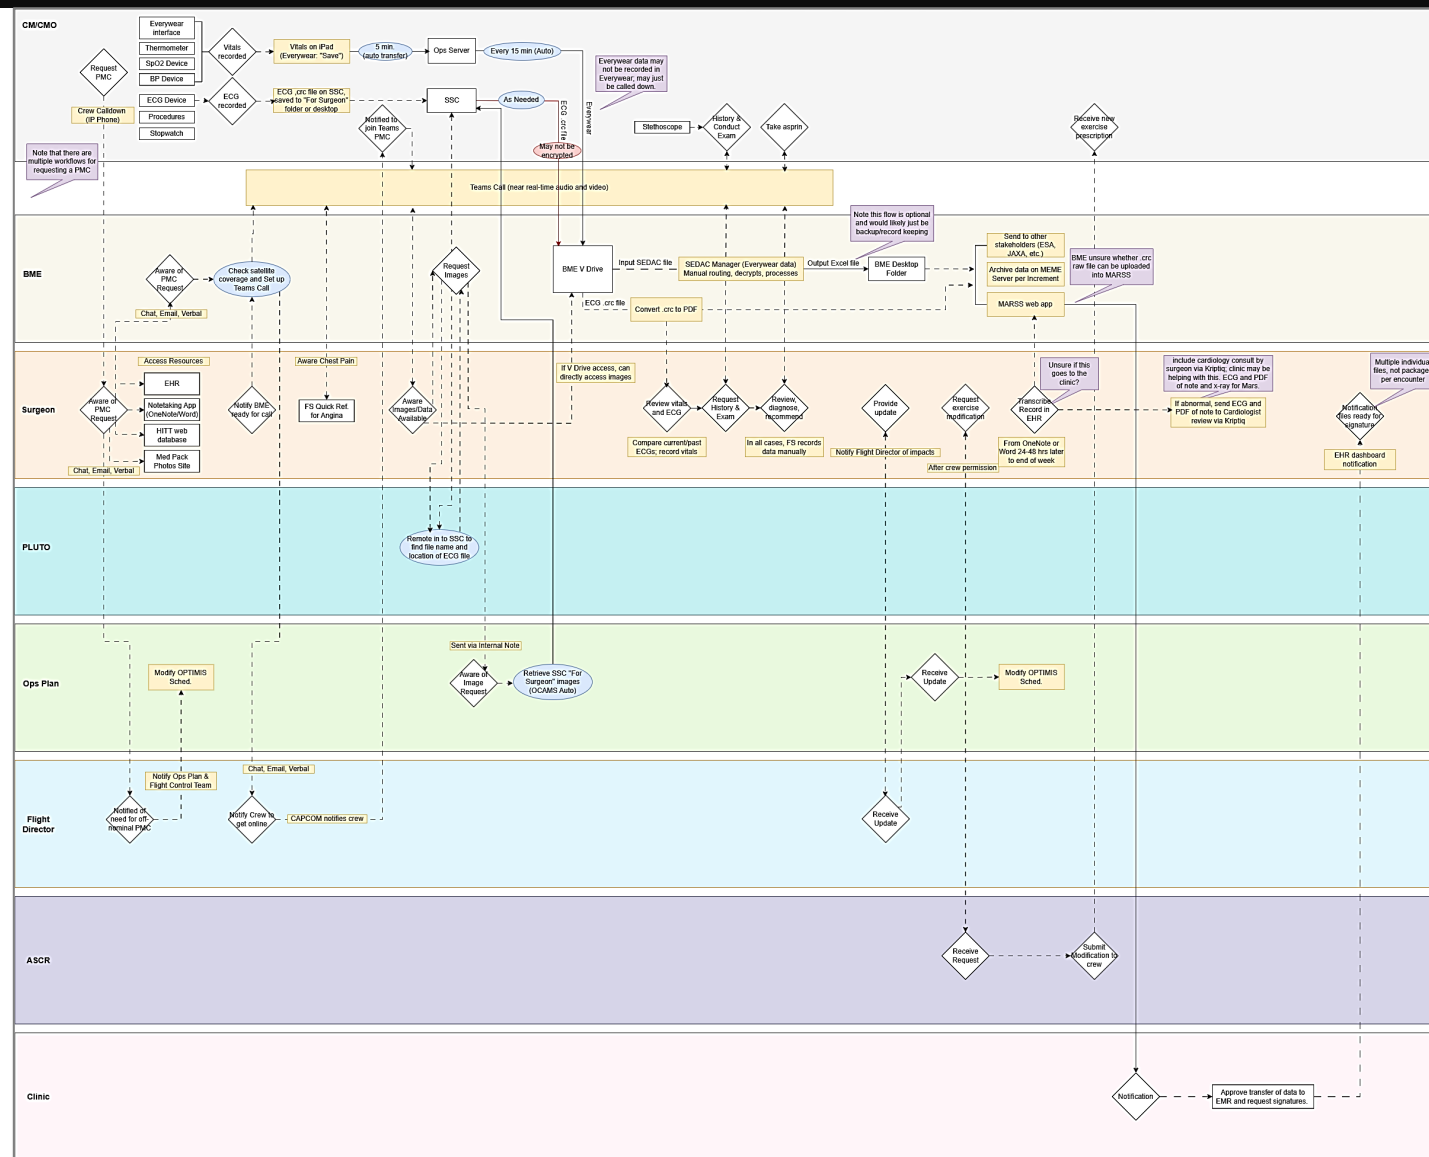 CM/CMO
Request
PMC
Crew Calldown
(IP Phone)
Note that there are
multiple workflows for
requesting a PMC
Everywear
interface
Thermometer
SpO2 Device
BP Device
ECG Device
Procedures
Stopwatch
Vitals
recorded
ECG
recorded
Vitals on iPad
(Everywear: "Save")
5 min.
(auto transfer)
Ops Server
Every 15 min (Auto)
ECG .crc file on SSC,
saved to "For Surgeon"
folder or desktop
SSC
As Needed
Notified to
join Teams
PMC
ECG .crc file
Everywear
May not be
encrypted
Everywear data may
not be recorded in
Everywear; may just
be called down.
Stethoscope
History &
Conduct
Exam
Take asprin
Receive new
exercise
prescription
Teams Call (near real-time audio and video)
BME
Aware of
PMC
Request
Chat, Email, Verbal
Check satellite
coverage and Set up
Teams Call
Request
Images
BME V Drive
Input SEDAC file
SEDAC Manager (Everywear data)
Manual routing, decrypts, processes
Output Excel file
BME Desktop
Folder
Note this flow is optional
and would likely just be
backup/record keeping
ECG .crc file
Convert .crc to PDF
Send to other
stakeholders (ESA,
JAXA, etc.)
Archive data on MEME
Server per Increment
MARSS web app
BME unsure whether .crc
raw file can be uploaded
into MARSS
Surgeon
Aware of
PMC
Request
Chat, Email, Verbal
Access Resources
EHR
Notetaking App
(OneNote/Word)
HITT web
database
Med Pack
Photos Site
Notify BME
ready for call
Aware Chest Pain
FS Quick Ref.
for Angina
Aware
Images/Data
Available
If V Drive access, can
directly access images
Review vitals
and ECG
Compare current/past
ECGs; record vitals
Request
History &
Exam
Review,
diagnose,
recommend
In all cases, FS records
data manually
Provide
update
Notify Flight Director of impacts
Request
exercise
modification
After crew permission
Transcribe
Record in
EHR
From OneNote or
Word 24-48 hrs later
to end of week
Unsure if this
goes to the
clinic?
include cardiology consult by
surgeon via Kriptiq; clinic may be
helping with this. ECG and PDF
of note and x-ray for Mars.
If abnormal, send ECG and
PDF of note to Cardiologist
review via Kriptiq
Notification
files ready for
signature
EHR dashboard
notification
Multiple individua
files, not package
per encounter
PLUTO
Remote in to SSC to
find file name and
location of ECG file
Ops Plan
Modify OPTIMIS
Sched.
Sent via Internal Note
Aware of
Image
Request
Retrieve SSC "For
Surgeon" images
(OCAMS Auto)
Receive
Update
Modify OPTIMIS
Sched.
Flight
Director
Notified of
need for off-
nominal PMC
Notify Ops Plan &
Flight Control Team
Chat, Email, Verbal
Notify Crew to
get online
CAPCOM notifies crew
Receive
Update
ASCR
Receive
Request
Submit
Modification to
crew
Clinic
Notification
Approve transfer of data to
EMR and request signatures.